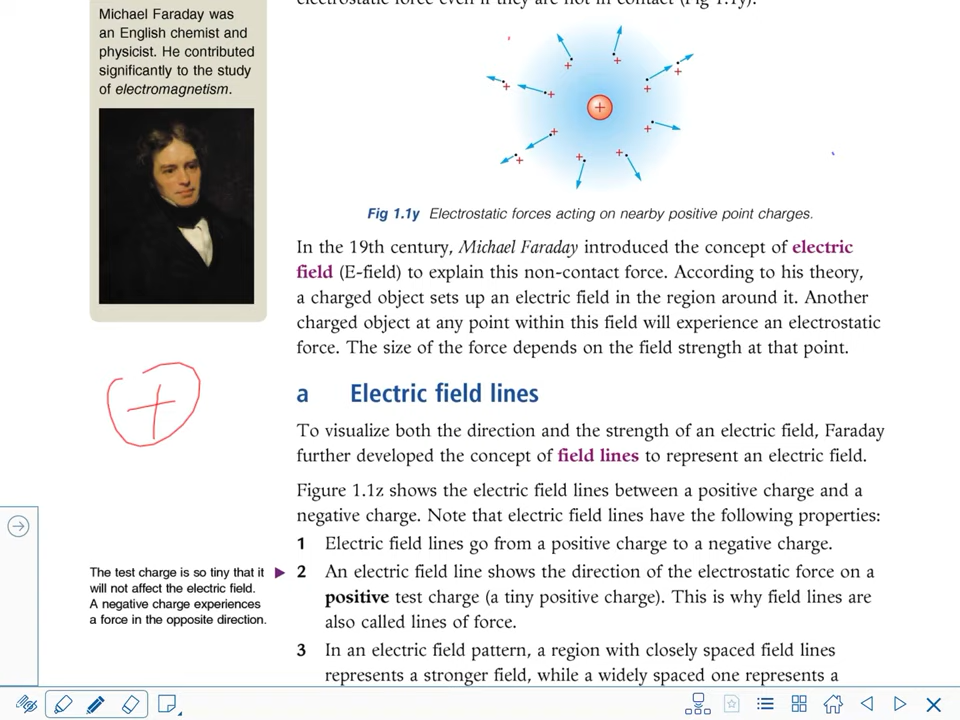 Michael Faraday was
an English chemist and
physicist. He contributed
significantly to the study
of electromagnetism.
electrostatic force even if they are not in contact (Fig 1.1y).
Fig 1.1y Electrostatic forces acting on nearby positive point charges.
In the 19th century, Michael Faraday introduced the concept of electric
field (E-field) to explain this non-contact force. According to his theory,
a charged object sets up an electric field in the region around it. Another
charged object at any point within this field will experience an electrostatic
force. The size of the force depends on the field strength at that point.
a Electric field lines
To visualize both the direction and the strength of an electric field, Faraday
further developed the concept of field lines to represent an electric field.
Figure 1.1z shows the electric field lines between a positive charge and a
negative charge. Note that electric field lines have the following properties:
1 Electric field lines go from a positive charge to a negative charge.
The test charge is so tiny that it
will not affect the electric field.
A negative charge experiences
a force in the opposite direction.
2 An electric field line shows the direction of the electrostatic force on a
positive test charge (a tiny positive charge). This is why field lines are
also called lines of force.
3 In an electric field pattern, a region with closely spaced field lines
represents a stronger field, while a widely spaced one represents a